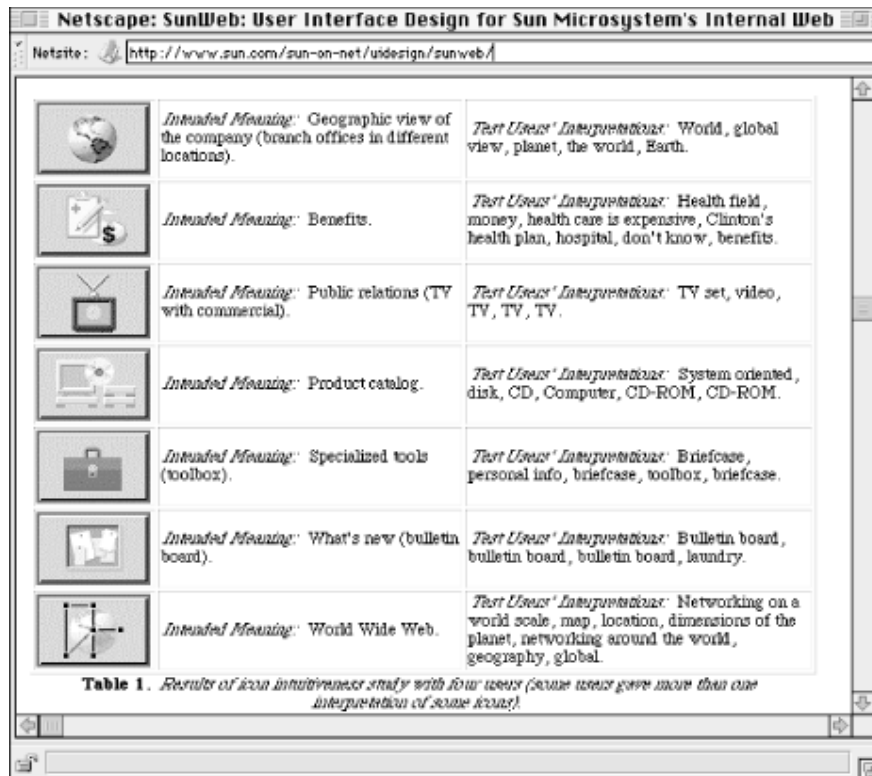 Netscape: SunWeb: User Interface Design for Sun Microsystem's Internal Web
Netsite: http://www.sun.com/sun-on-net/uidesign/sunweb/
Intended Meaning: Geographic view of
the company (branch offices in different
locations).
Test Users' Interpretations: World, global
view, planet, the world, Earth.
Intended Meaning: Benefits.
Test Users' Interpretations: Health field,
money, health care is expensive, Clinton's
health plan, hospital, don't know, benefits.
$
Intended Meaning: Public relations (TV
with commercial).
Test Users' Interpretations: TV set, video,
TV, TV, TV.
Intended Meaning: Product catalog.
Test Users' Interpretations: System oriented,
disk, CD, Computer, CD-ROM, CD-ROM.
Intended Meaning: Specialized tools
(toolbox).
Test Users' Interpretations: Briefcase,
personal info, briefcase, toolbox, briefcase.
Intended Meaning: What's new (bulletin
board).
Test Users' Interpretations: Bulletin board,
bulletin board, bulletin board, laundry.
Intended Meaning: World Wide Web.
Test Users' Interpretations: Networking on a
world scale, map, location, dimensions of the
planet, networking around the world,
geography, global.
Table 1. Results of icon intuitiveness study with four users (some users gave more than one
interpretation of some icons).